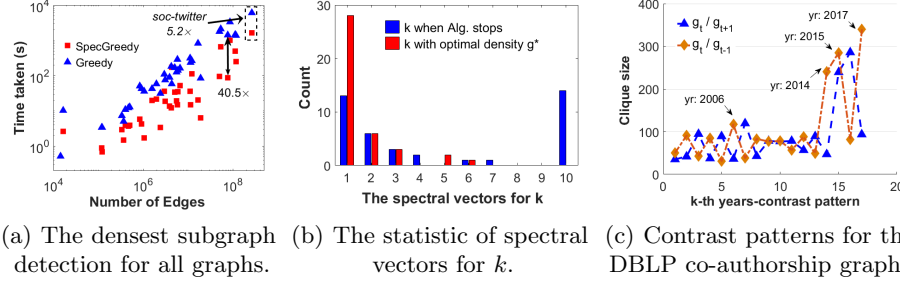 Time taken (s)
10^4
10^2
10^0
soc-twitter
5.2×
SpecGreedy
Greedy
40.5×
10^4
10^6
10^8
Number of Edges
(a) The densest subgraph
detection for all graphs.
Count
30
20
10
0
k when Alg. stops
k with optimal density g*
1 2 3 4 5 6 7 8 9 10
The spectral vectors for k
(b) The statistic of spectral
vectors for k.
Clique size
400
300
200
100
0
g_t / g_{t+1}
g_t / g_{t-1}
yr: 2017
yr: 2015
yr: 2014
yr: 2006
0 5 10 15 20
k-th years-contrast pattern
(c) Contrast patterns for th
DBLP co-authorship graph